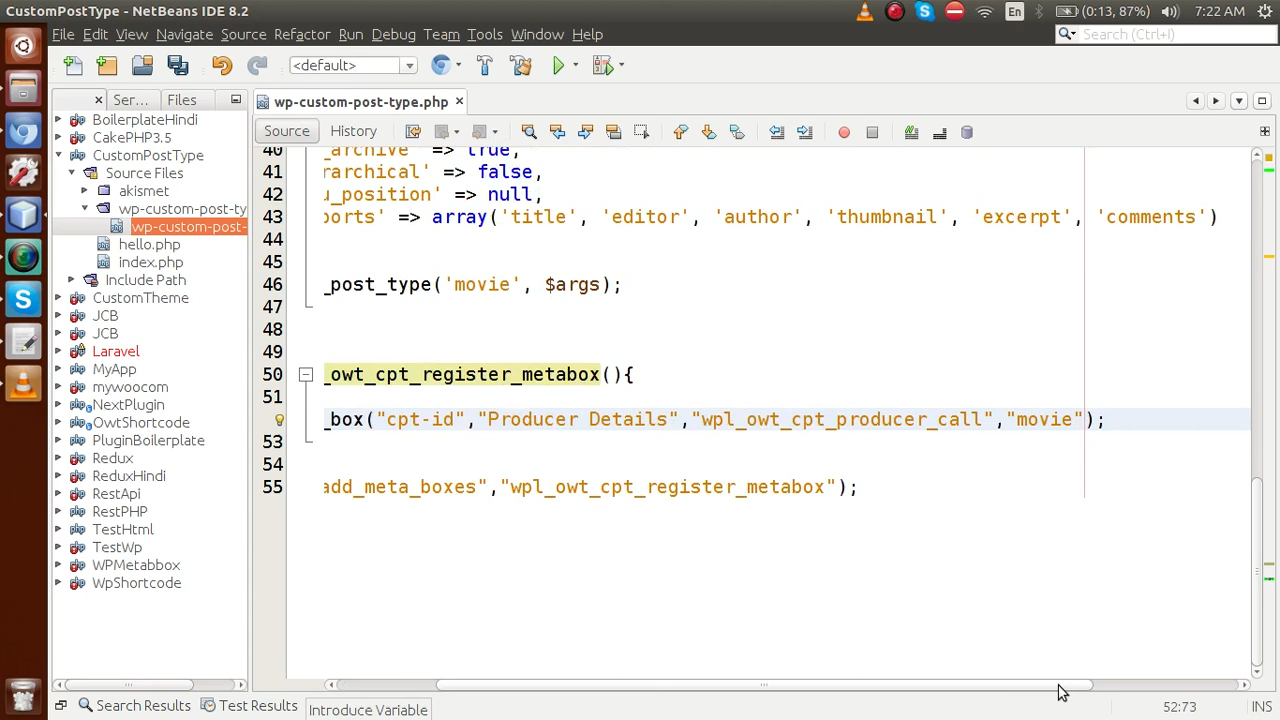 CustomPostType - NetBeans IDE 8.2
En
(0:13, 87%)
7:22 AM
File Edit View Navigate Source Refactor Run Debug Team Tools Window Help
Search (Ctrl+I)
<default>
Ser...
Files
wp-custom-post-type.php
Source
History
BoilerplateHindi
CakePHP3.5
CustomPostType
Source Files
akismet
wp-custom-post-ty
wp-custom-post-
hello.php
index.php
Include Path
CustomTheme
JCB
JCB
Laravel
MyApp
mywoocom
NextPlugin
OwtShortcode
PluginBoilerplate
Redux
ReduxHindi
RestApi
RestPHP
TestHtml
TestWp
WPMetabbox
WpShortcode
40 _archive' => true,
41 rarchical' => false,
42 u_position' => null,
43 ports' => array('title', 'editor', 'author', 'thumbnail', 'excerpt', 'comments')
44
45
46 _post_type('movie', $args);
47
48
49
50 _owt_cpt_register_metabox(){
51
_box("cpt-id","Producer Details","wpl_owt_cpt_producer_call","movie");
53
54
55 add_meta_boxes","wpl_owt_cpt_register_metabox");
Search Results
Test Results
Introduce Variable
52:73
INS